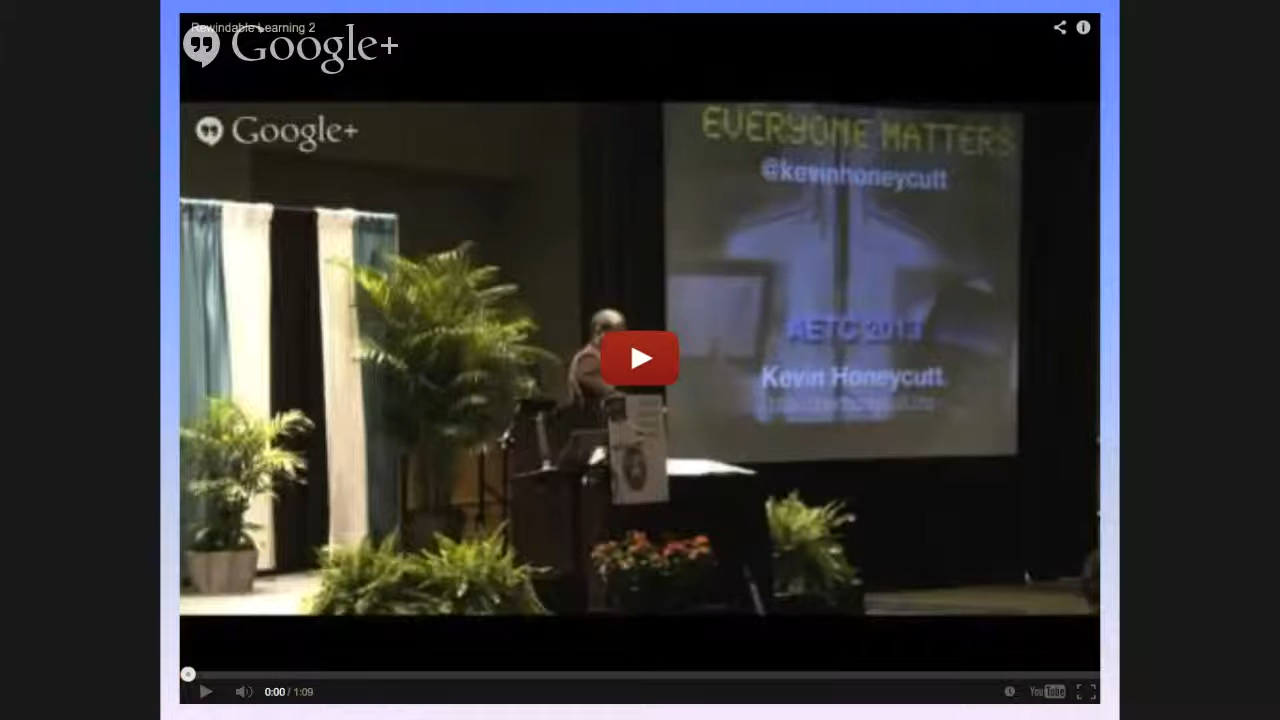 Rewindable Learning 2
Google+
Google+
EVERYONE MATTERS
@kevinhoneycutt
AETC 2013
Kevin Honeycutt
0:00 / 1:09
YouTube